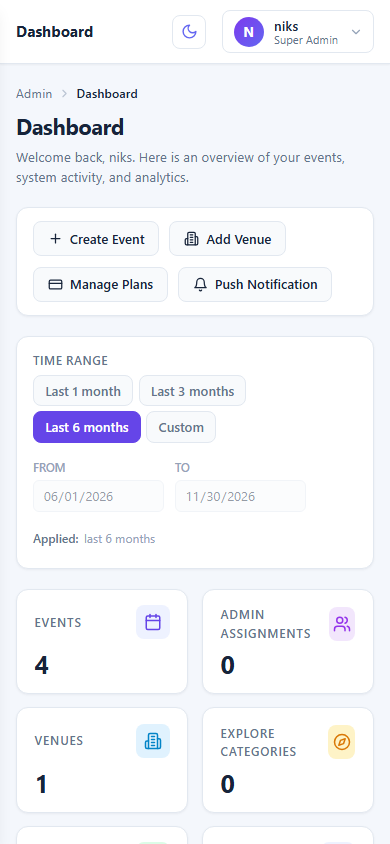 Dashboard
N
niks
Super Admin
Admin > Dashboard
Dashboard
Welcome back, niks. Here is an overview of your events,
system activity, and analytics.
Create Event
Add Venue
Manage Plans
Push Notification
TIME RANGE
Last 1 month
Last 3 months
Last 6 months
Custom
FROM
TO
06/01/2026
11/30/2026
Applied: last 6 months
EVENTS
4
ADMIN
ASSIGNMENTS
0
VENUES
1
EXPLORE
CATEGORIES
0